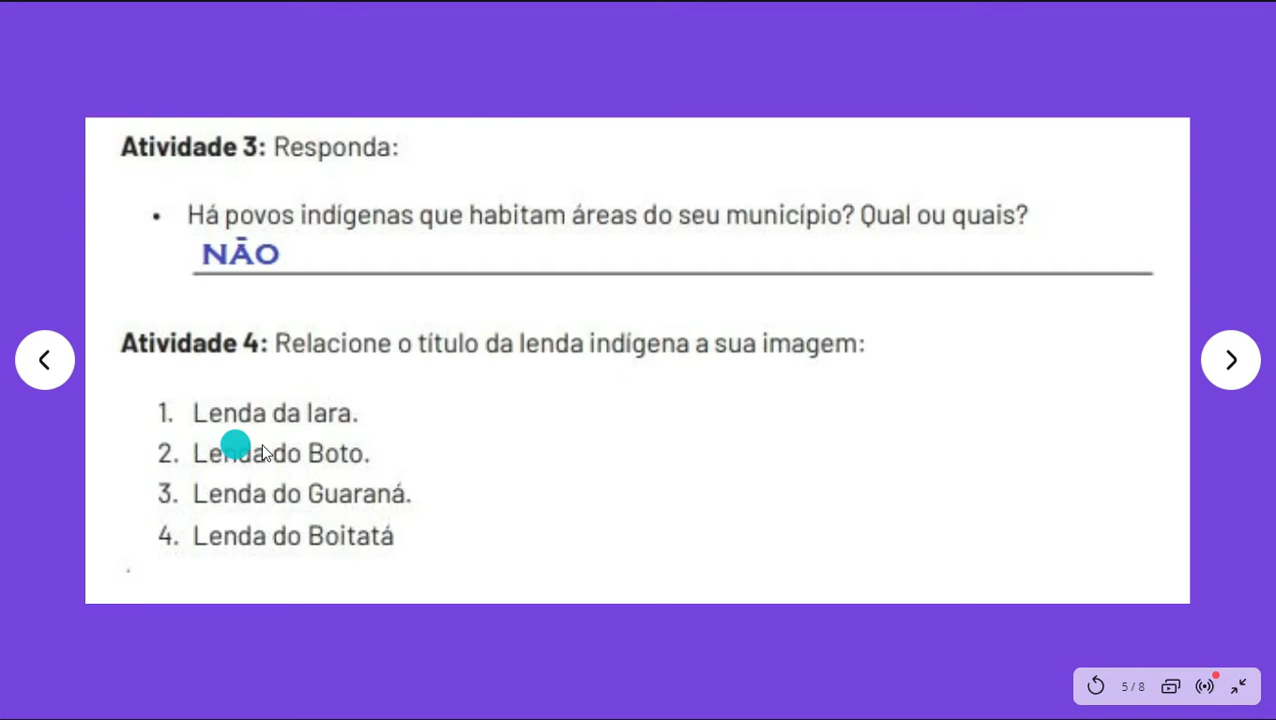 Atividade 3: Responda:
• Há povos indígenas que habitam áreas do seu município? Qual ou quais?
NÃO
Atividade 4: Relacione o título da lenda indígena a sua imagem:
1. Lenda da Iara.
2. Lenda do Boto.
3. Lenda do Guaraná.
4. Lenda do Boitatá
5 / 8